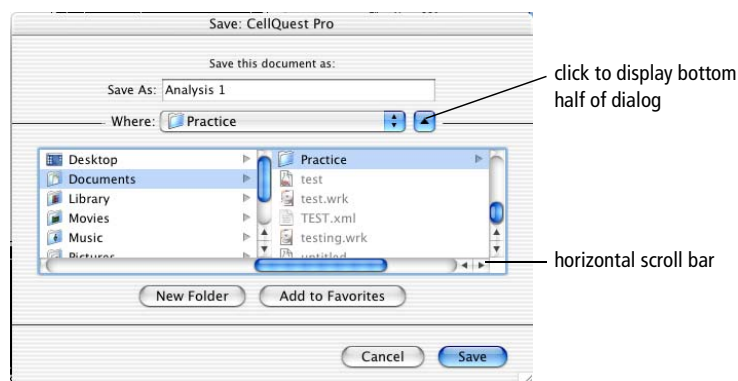 Save: CellQuest Pro
Save this document as:
Save As: Analysis 1
Where: Practice
click to display bottom
half of dialog
Desktop
Documents
Library
Movies
Music
Pictures
Practice
test
test.wrk
TEST.xml
testing.wrk
untitled
horizontal scroll bar
New Folder
Add to Favorites
Cancel
Save